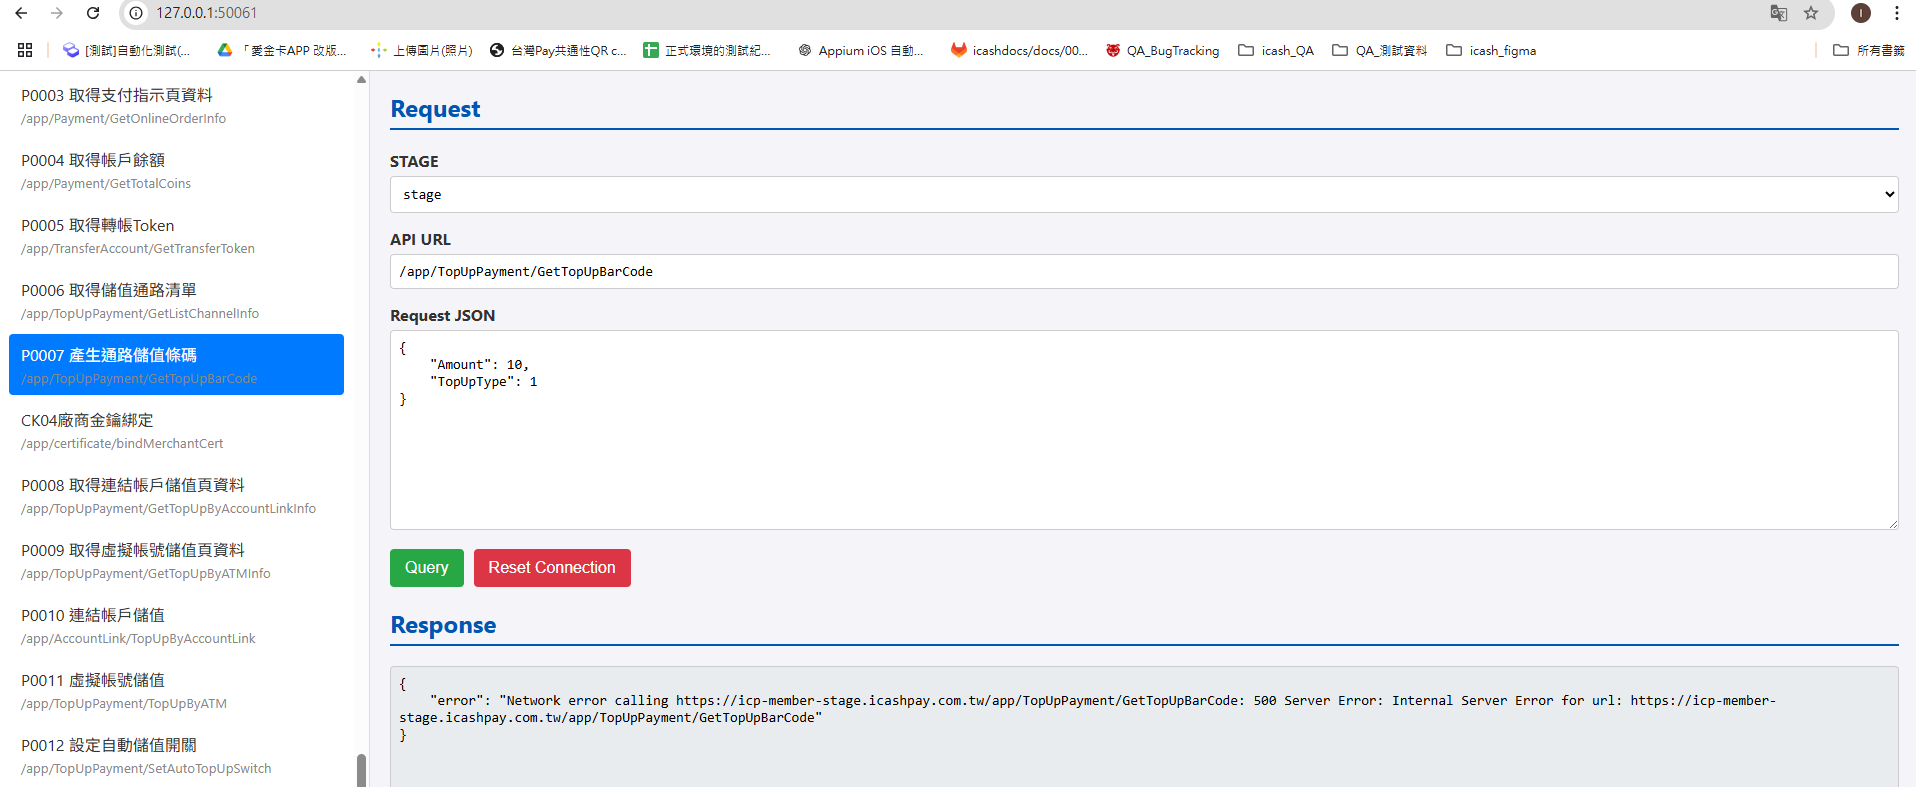 127.0.0.1:50061
[測試]自動化測試(...
「愛金卡APP 改版...
上傳圖片(照片)
台灣Pay共通性QR c...
正式環境的測試紀...
Appium iOS 自動...
icashdocs/docs/00...
QA_BugTracking
icash_QA
QA_測試資料
icash_figma
所有書籤
P0003 取得支付指示頁資料
/app/Payment/GetOnlineOrderInfo
P0004 取得帳戶餘額
/app/Payment/GetTotalCoins
P0005 取得轉帳Token
/app/TransferAccount/GetTransferToken
P0006 取得儲值通路清單
/app/TopUpPayment/GetListChannelInfo
P0007 產生通路儲值條碼
/app/TopUpPayment/GetTopUpBarCode
CK04廠商金鑰綁定
/app/certificate/bindMerchantCert
P0008 取得連結帳戶儲值頁資料
/app/TopUpPayment/GetTopUpByAccountLinkInfo
P0009 取得虛擬帳號儲值頁資料
/app/TopUpPayment/GetTopUpByATMInfo
P0010 連結帳戶儲值
/app/AccountLink/TopUpByAccountLink
P0011 虛擬帳號儲值
/app/TopUpPayment/TopUpByATM
P0012 設定自動儲值開關
/app/TopUpPayment/SetAutoTopUpSwitch
Request
STAGE
stage
API URL
/app/TopUpPayment/GetTopUpBarCode
Request JSON
{
    "Amount": 10,
    "TopUpType": 1
}
Query
Reset Connection
Response
{
    "error": "Network error calling https://icp-member-stage.icashpay.com.tw/app/TopUpPayment/GetTopUpBarCode: 500 Server Error: Internal Server Error for url: https://icp-member-
stage.icashpay.com.tw/app/TopUpPayment/GetTopUpBarCode"
}